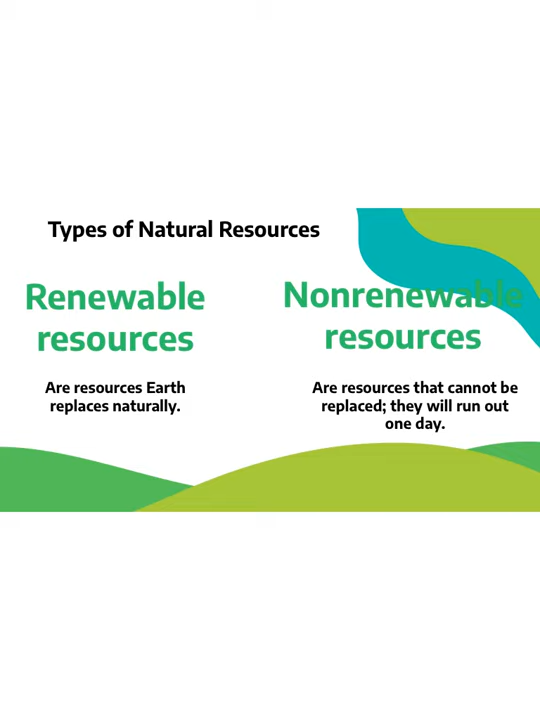 Types of Natural Resources
Renewable
resources
Are resources Earth
replaces naturally.
Nonrenewable
resources
Are resources that cannot be
replaced; they will run out
one day.